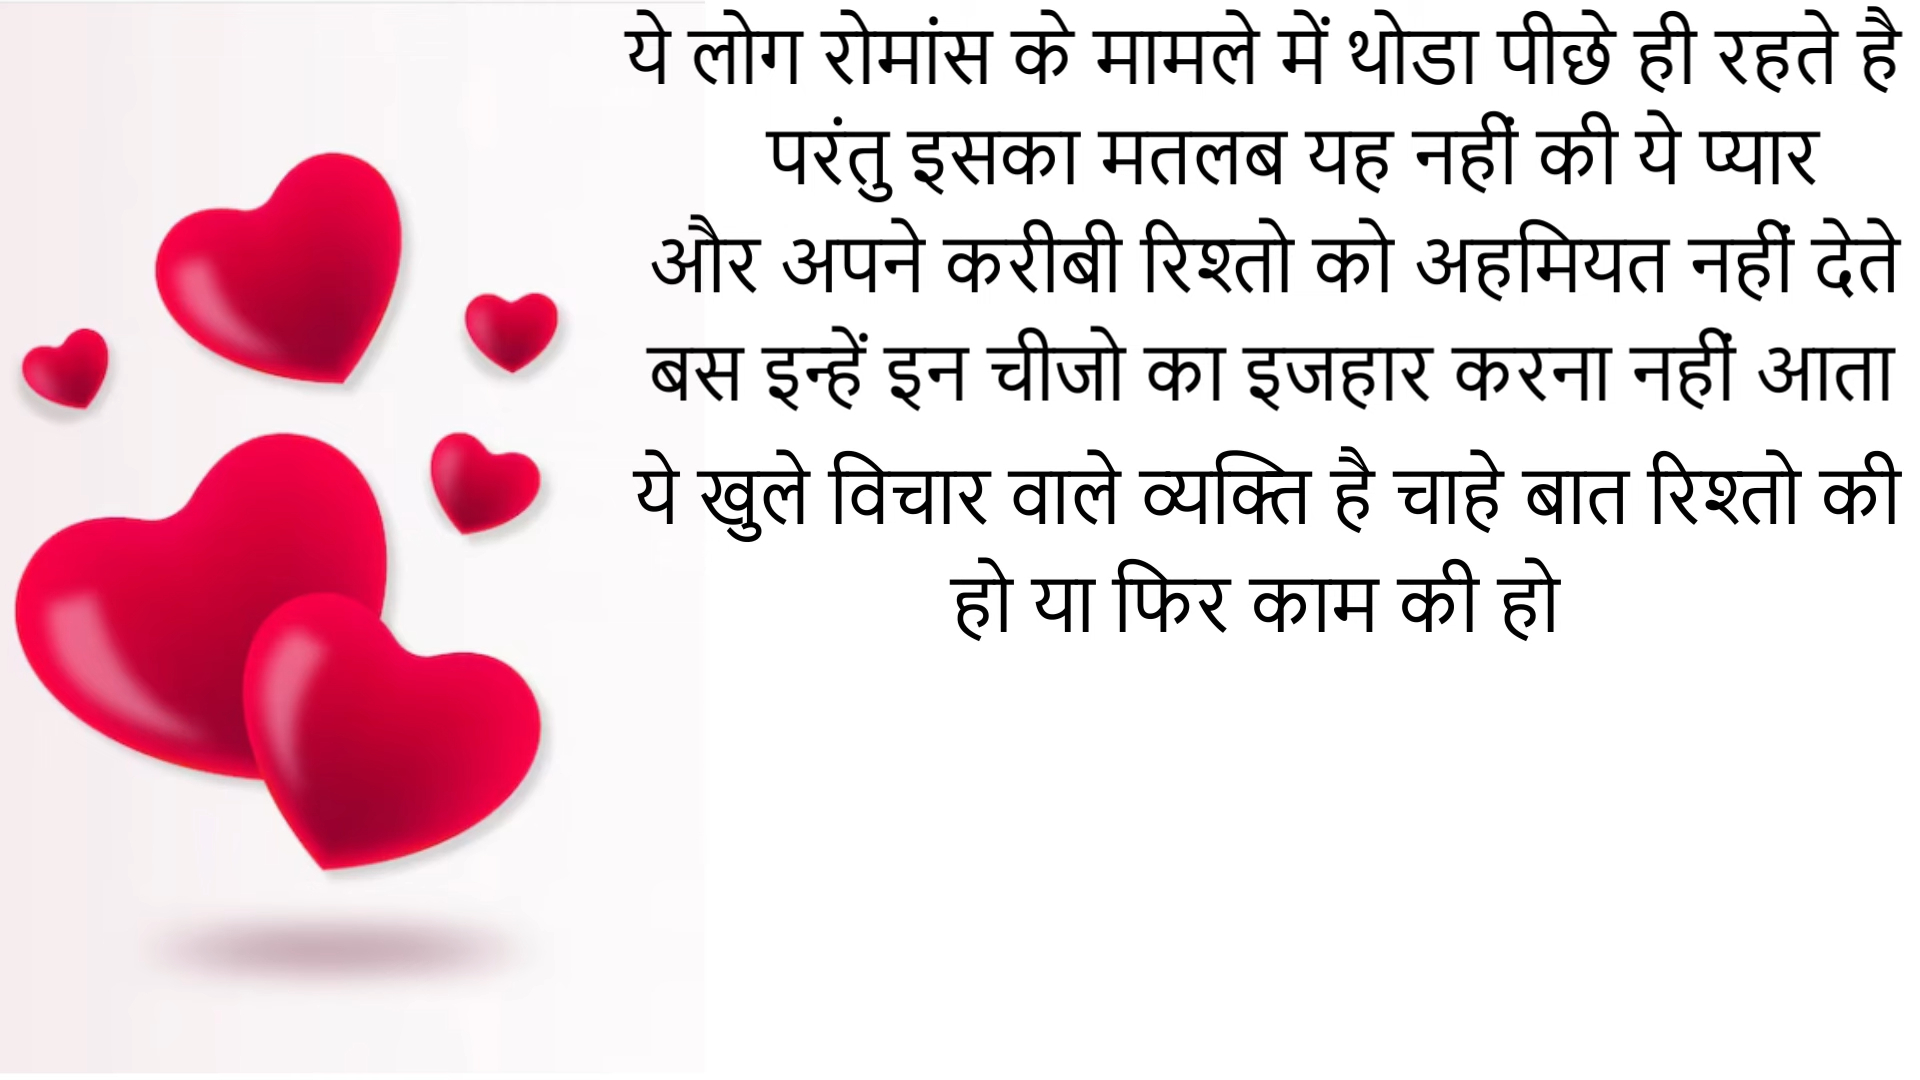 ये लोग रोमांस के मामले में थोडा पीछे ही रहते है
परंतु इसका मतलब यह नहीं की ये प्यार
और अपने करीबी रिश्तो को अहमियत नहीं देते
बस इन्हें इन चीजो का इजहार करना नहीं आता
ये खुले विचार वाले व्यक्ति है चाहे बात रिश्तो की
हो या फिर काम की हो